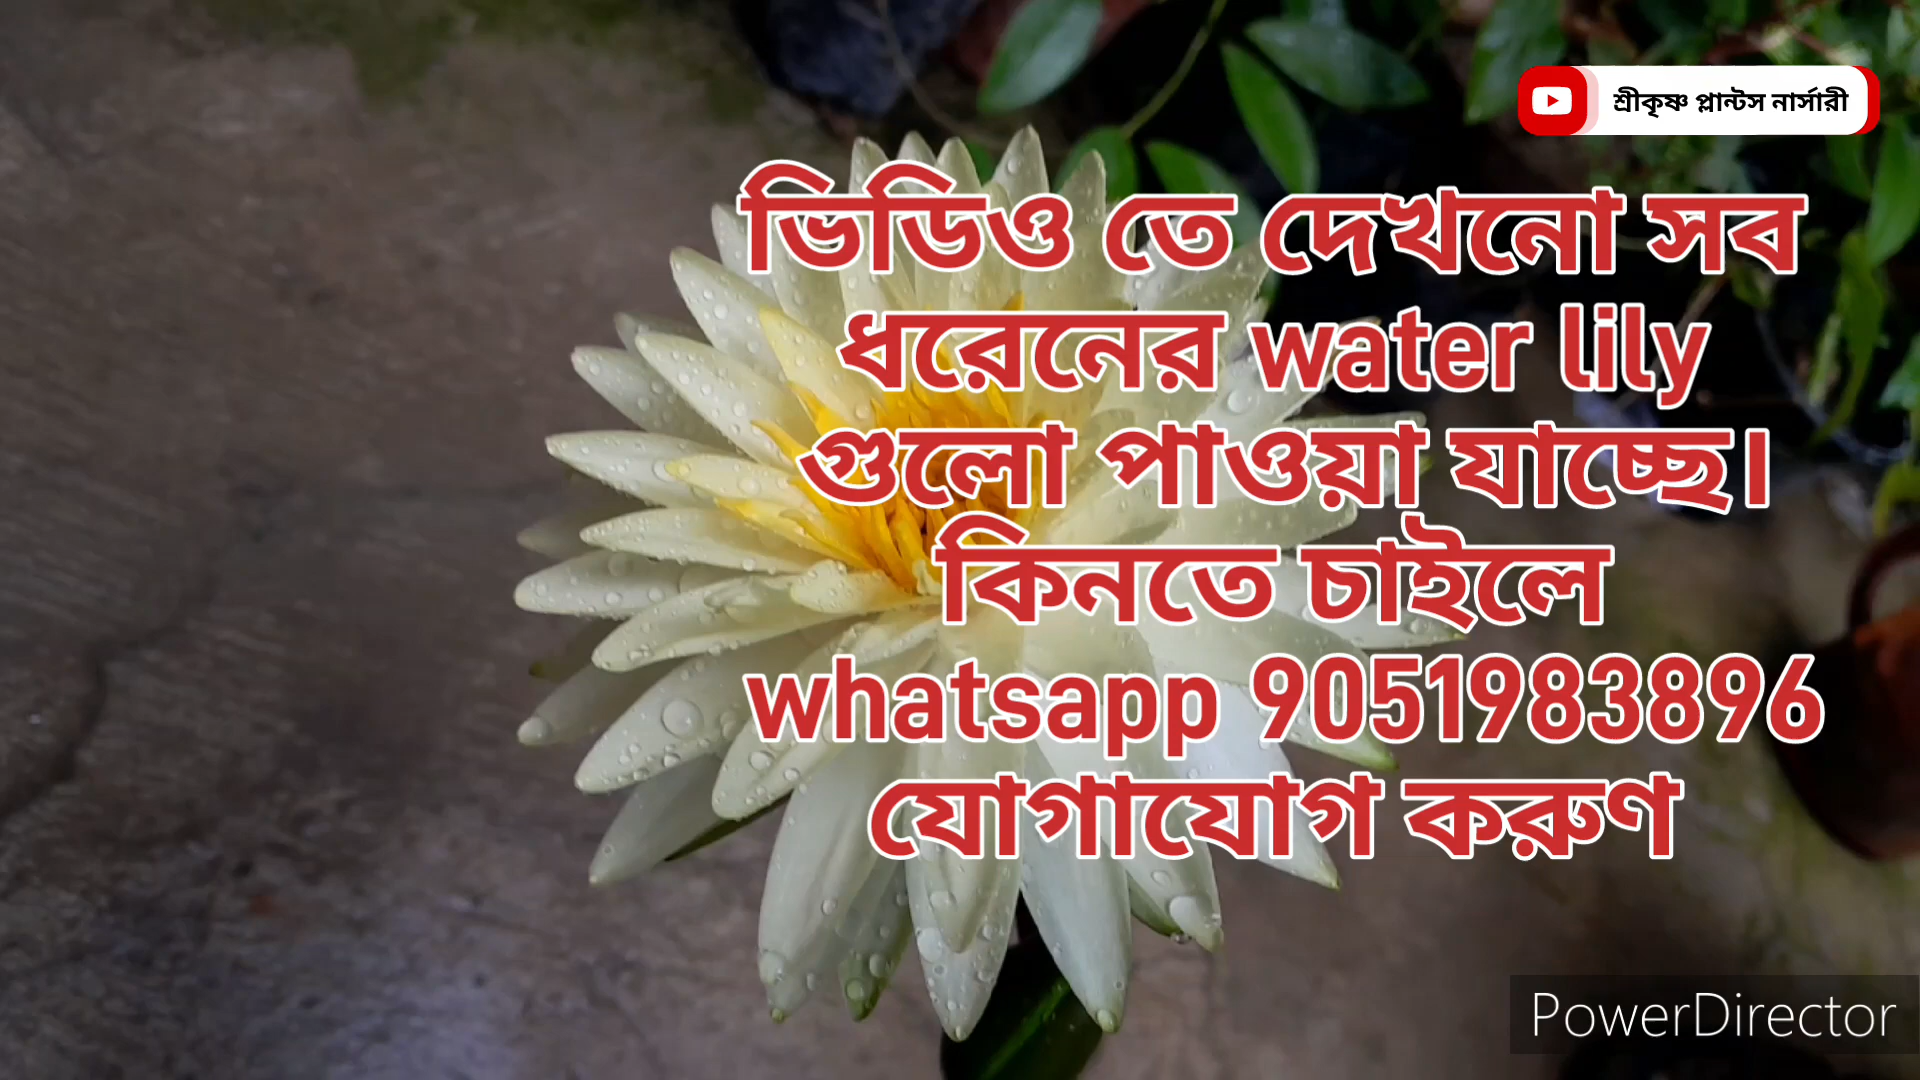 শ্রীকৃষ্ণ প্লান্টস নার্সারী
ভিডিও তে দেখনো সব
ধরেনের water lily
গুলো পাওয়া যাচ্ছে।
কিনতে চাইলে
whatsapp 9051983896
যোগাযোগ করুণ
PowerDirector